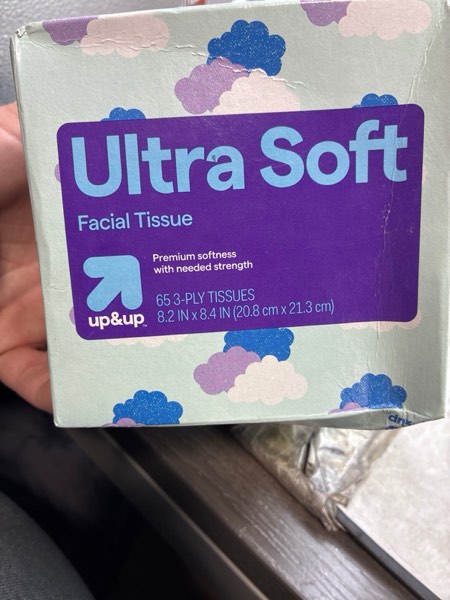 Ultra Soft
Facial Tissue
Premium softness
with needed strength
up&up™
65 3-PLY TISSUES
8.2 IN x 8.4 IN (20.8 cm x 21.3 cm)